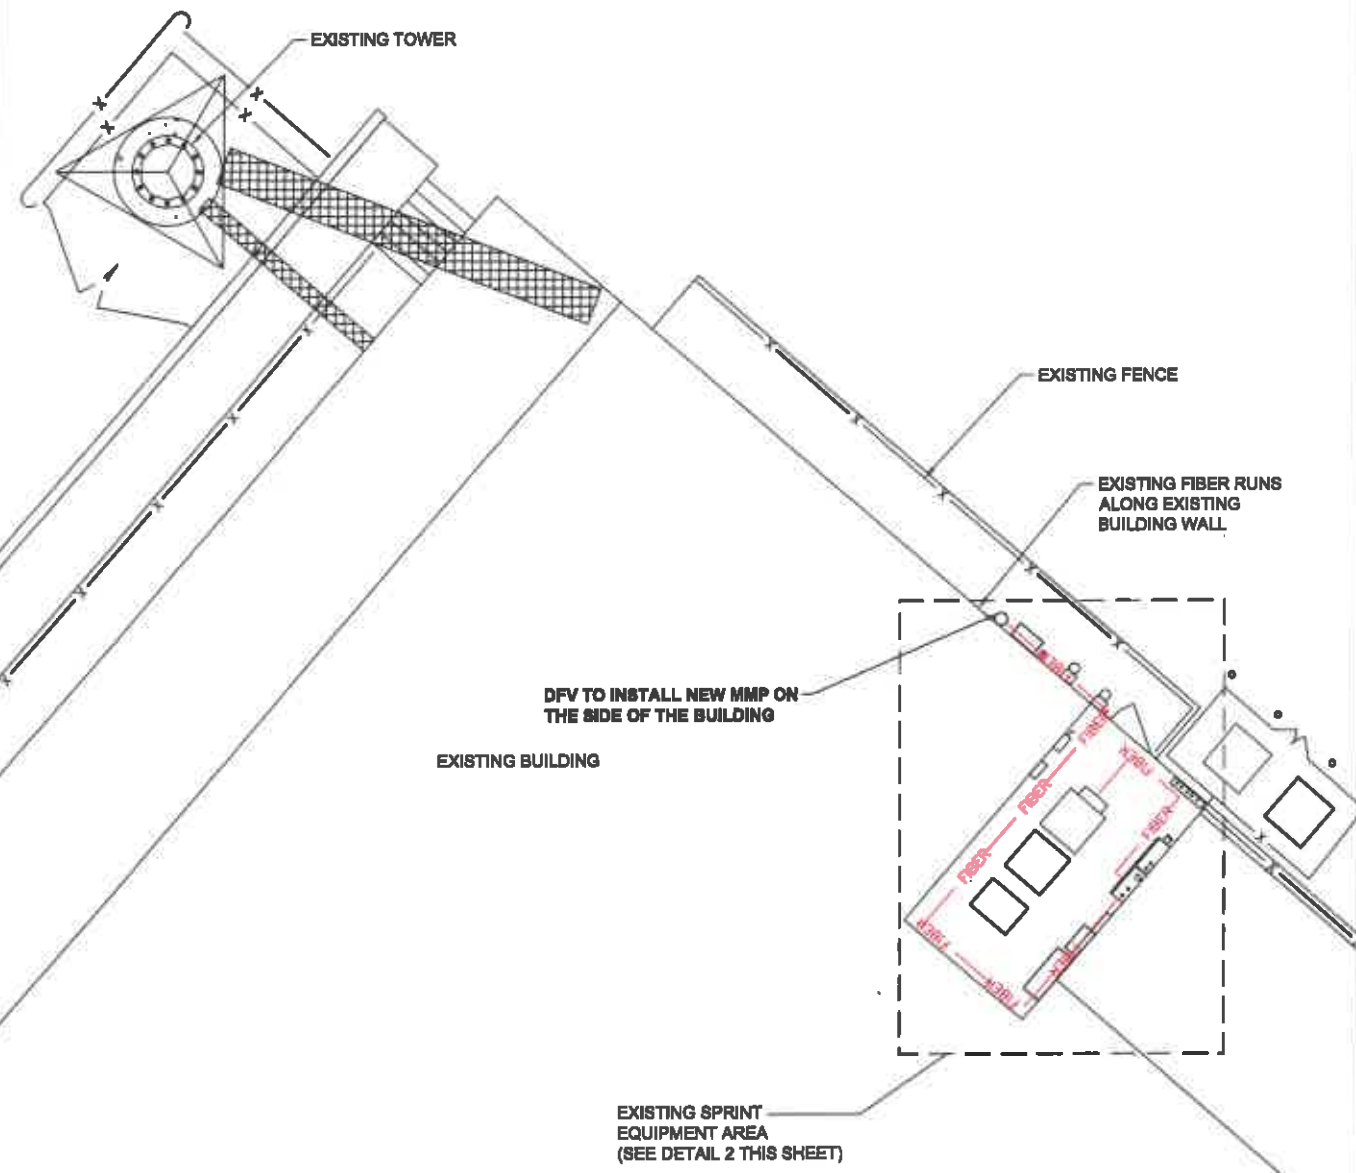 EXISTING TOWER
EXISTING FENCE
EXISTING FIBER RUNS
ALONG EXISTING
BUILDING WALL
DFV TO INSTALL NEW MMP ON
THE SIDE OF THE BUILDING
EXISTING BUILDING
FIBER
FIBER
FIBER
FIBER
FIBER
FIBER
FIBER
FIBER
FIBER
EXISTING SPRINT
EQUIPMENT AREA
(SEE DETAIL 2 THIS SHEET)